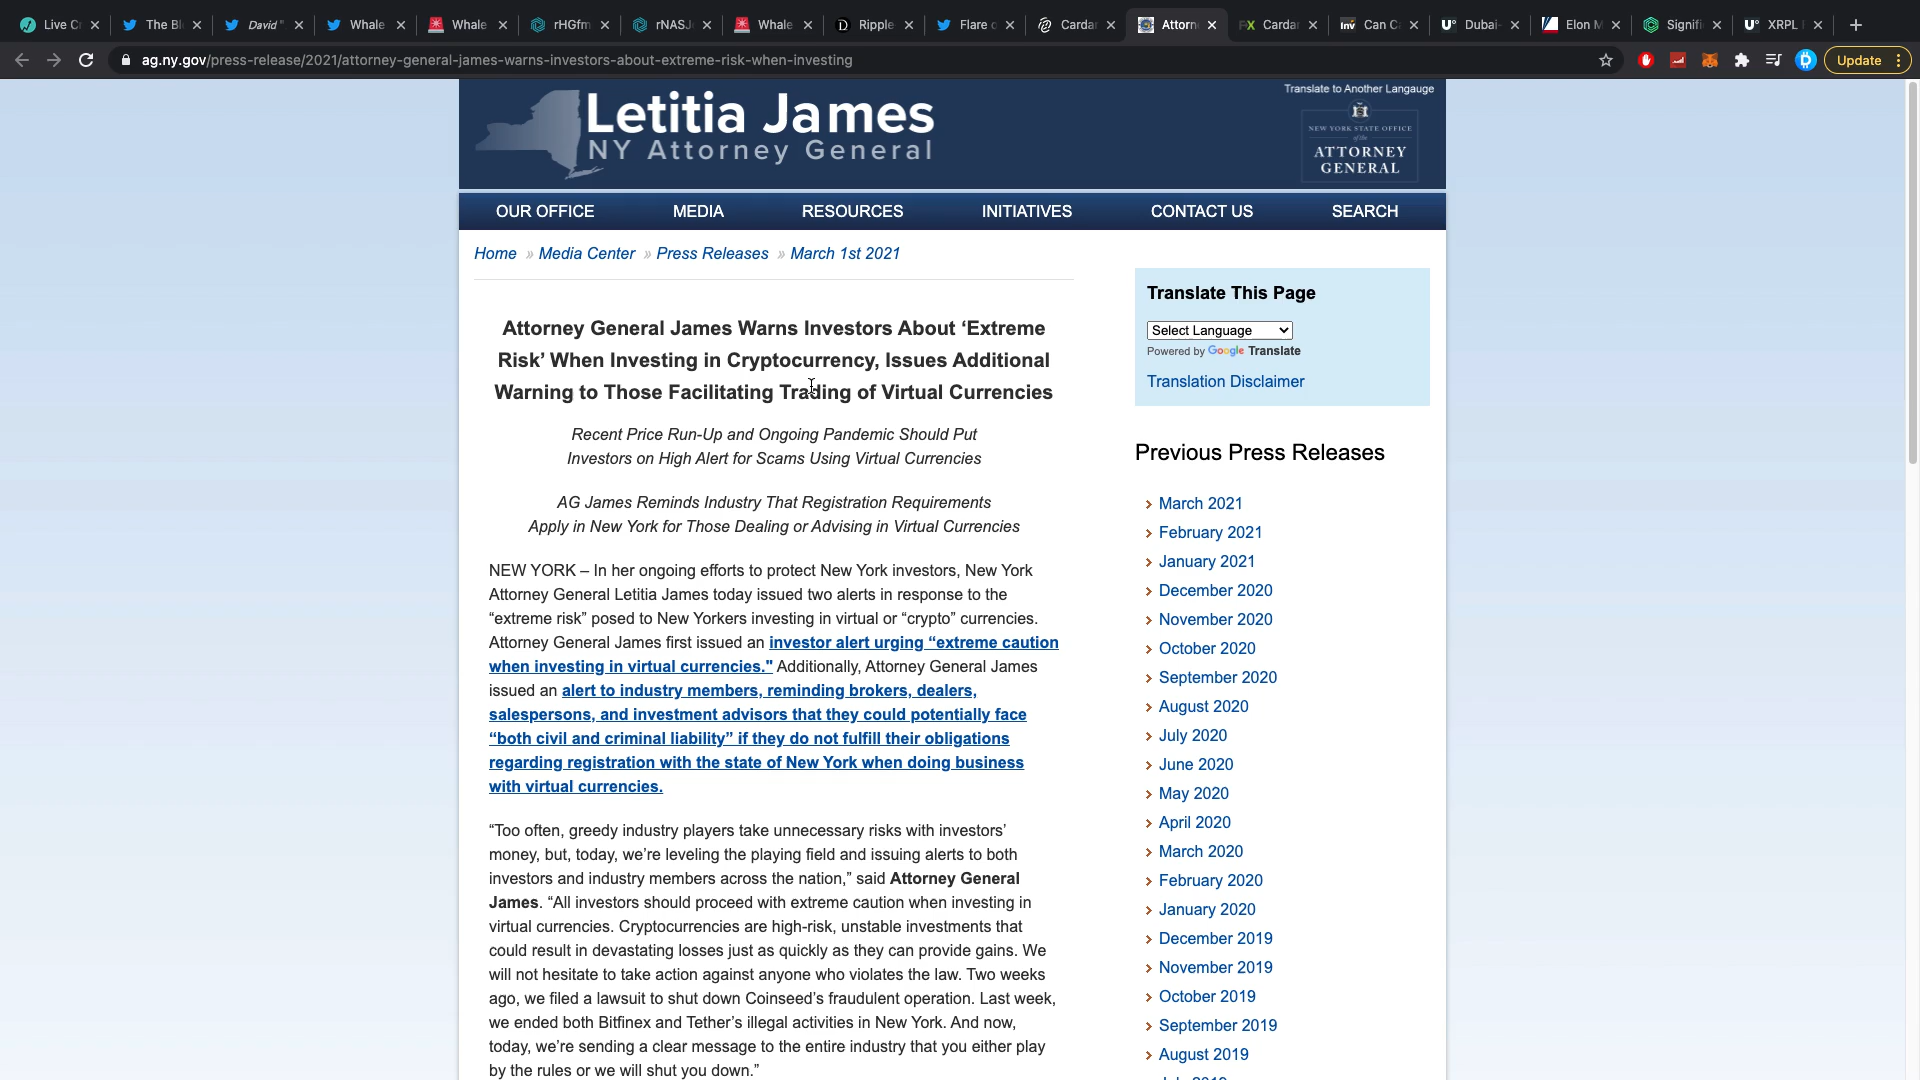 Live C
The Bl
David "
Whale
Whale
rHGfm
rNASJ
Whale
Ripple
Flare
Cardar
Attorn
Cardar
Can C
Dubai-
Elon M
Signifi
XRPL
ag.ny.gov/press-release/2021/attorney-general-james-warns-investors-about-extreme-risk-when-investing
Update
Translate to Another Langauge
Letitia James
NY Attorney General
NEW YORK STATE OFFICE
of the
ATTORNEY
GENERAL
OUR OFFICE MEDIA RESOURCES INITIATIVES CONTACT US SEARCH
Home » Media Center » Press Releases » March 1st 2021
Attorney General James Warns Investors About ‘Extreme
Risk’ When Investing in Cryptocurrency, Issues Additional
Warning to Those Facilitating Trading of Virtual Currencies
Recent Price Run-Up and Ongoing Pandemic Should Put
Investors on High Alert for Scams Using Virtual Currencies
AG James Reminds Industry That Registration Requirements
Apply in New York for Those Dealing or Advising in Virtual Currencies
NEW YORK – In her ongoing efforts to protect New York investors, New York
Attorney General Letitia James today issued two alerts in response to the
“extreme risk” posed to New Yorkers investing in virtual or “crypto” currencies.
Attorney General James first issued an investor alert urging “extreme caution
when investing in virtual currencies." Additionally, Attorney General James
issued an alert to industry members, reminding brokers, dealers,
salespersons, and investment advisors that they could potentially face
“both civil and criminal liability” if they do not fulfill their obligations
regarding registration with the state of New York when doing business
with virtual currencies.
“Too often, greedy industry players take unnecessary risks with investors’
money, but, today, we’re leveling the playing field and issuing alerts to both
investors and industry members across the nation,” said Attorney General
James. “All investors should proceed with extreme caution when investing in
virtual currencies. Cryptocurrencies are high-risk, unstable investments that
could result in devastating losses just as quickly as they can provide gains. We
will not hesitate to take action against anyone who violates the law. Two weeks
ago, we filed a lawsuit to shut down Coinseed’s fraudulent operation. Last week,
we ended both Bitfinex and Tether’s illegal activities in New York. And now,
today, we’re sending a clear message to the entire industry that you either play
by the rules or we will shut you down.”
Translate This Page
Select Language
Powered by Google Translate
Translation Disclaimer
Previous Press Releases
March 2021
February 2021
January 2021
December 2020
November 2020
October 2020
September 2020
August 2020
July 2020
June 2020
May 2020
April 2020
March 2020
February 2020
January 2020
December 2019
November 2019
October 2019
September 2019
August 2019